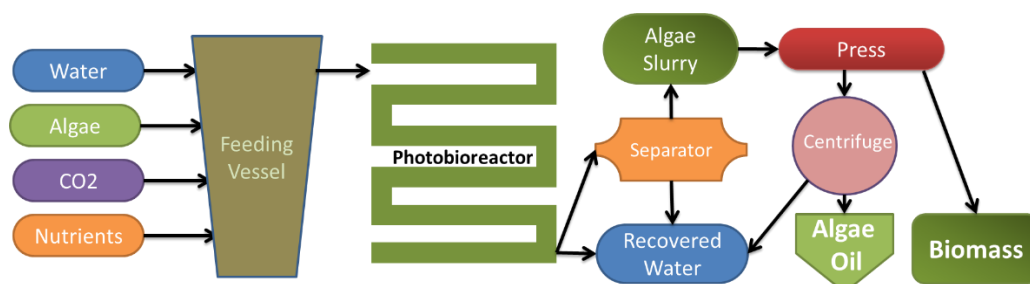 Water
Algae
CO2
Nutrients
Feeding
Vessel
Photobioreactor
Algae
Slurry
Separator
Recovered
Water
Press
Centrifuge
Algae
Oil
Biomass